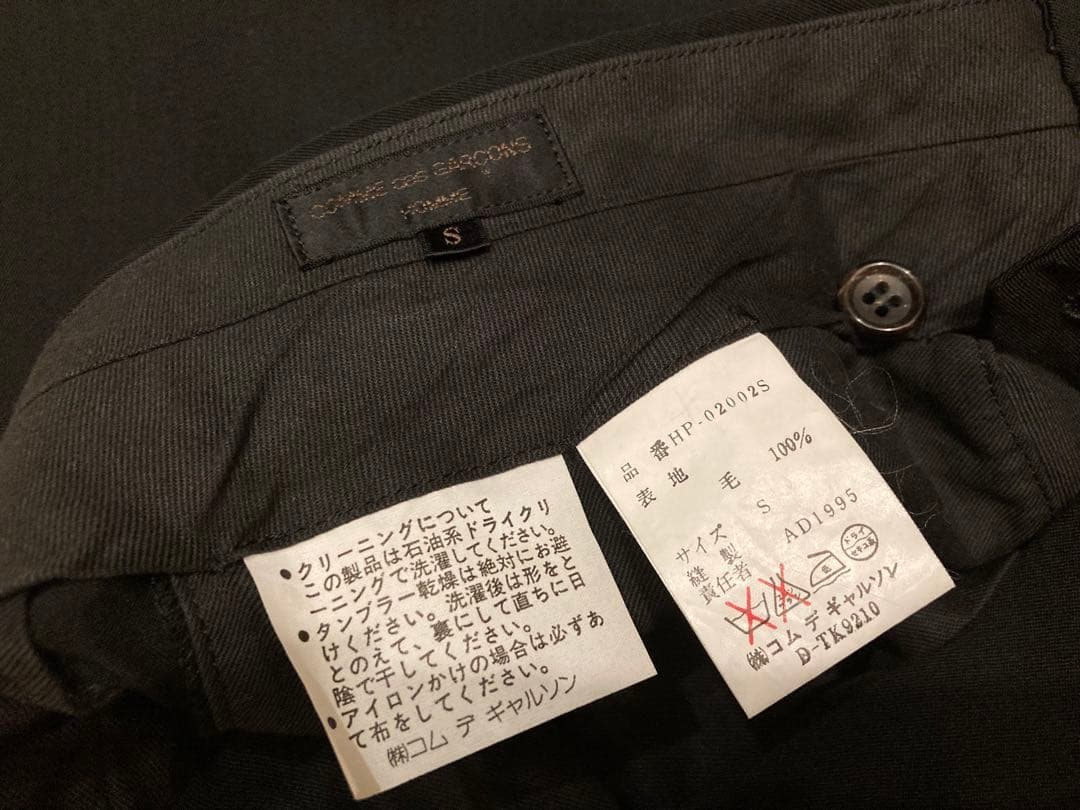 COMME des GARÇONS
HOMME
S
品番 HP-02002S
表地 毛 100%
サイズ S
縫製
責任者 AD1995
ドライ
セキユ系
㈱コム デ ギャルソン
D-TK9210
● クリーニングについて
この製品は石油系ドライクリ
ーニングで洗濯してください。
● タンブラー乾燥は絶対にお避
けください。洗濯後は形をと
とのえて、裏にして直ちに日
陰で干してください。
● アイロンかけの場合は必ずあ
て布をしてください。
㈱コム デ ギャルソン